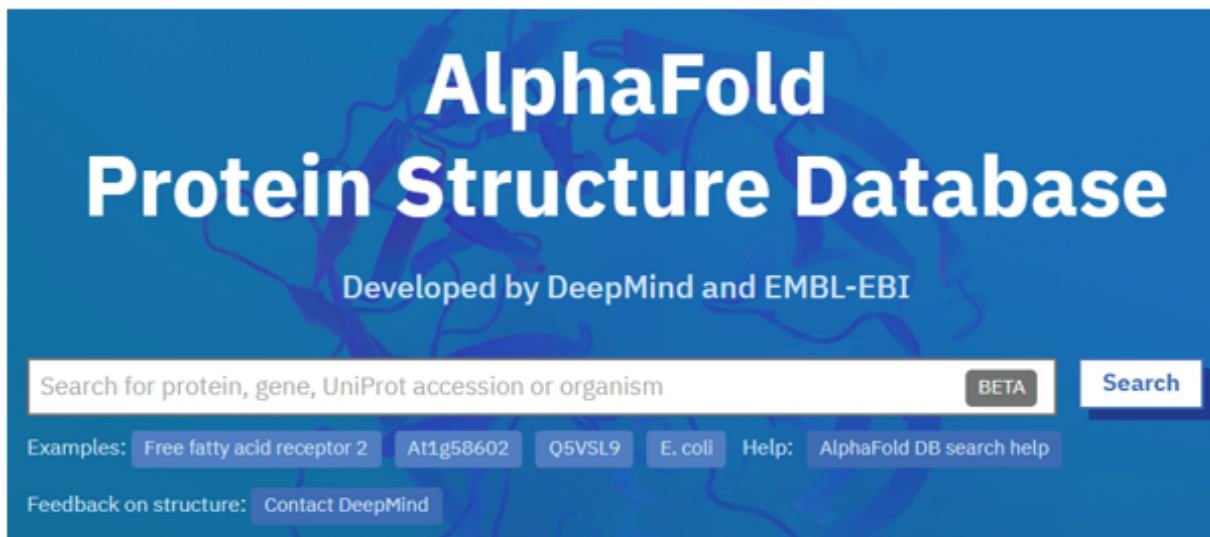 AlphaFold
Protein Structure Database
Developed by DeepMind and EMBL-EBI
Search for protein, gene, UniProt accession or organism BETA Search
Examples: Free fatty acid receptor 2 At1g58602 Q5VSL9 E. coli Help: AlphaFold DB search help
Feedback on structure: Contact DeepMind